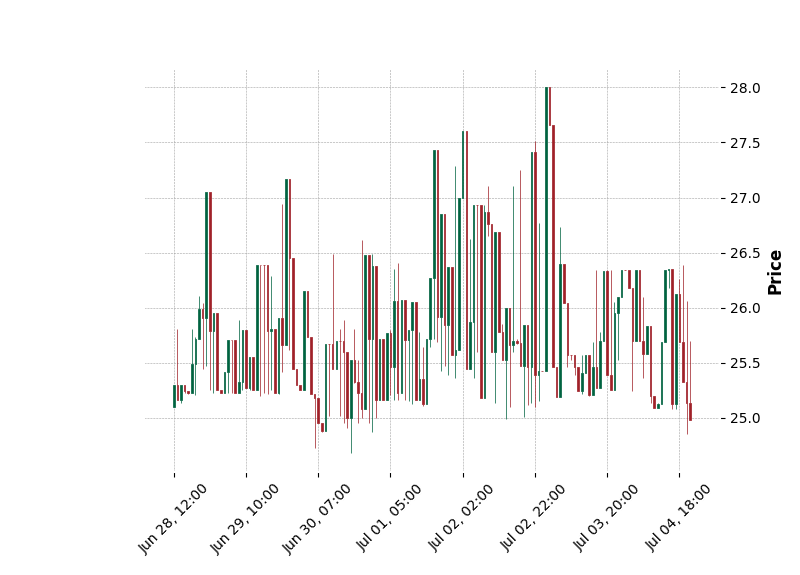 28.0
27.5
27.0
26.5
26.0
25.5
25.0
Price
Jun 28, 12:00
Jun 29, 10:00
Jun 30, 07:00
Jul 01, 05:00
Jul 02, 02:00
Jul 02, 22:00
Jul 03, 20:00
Jul 04, 18:00